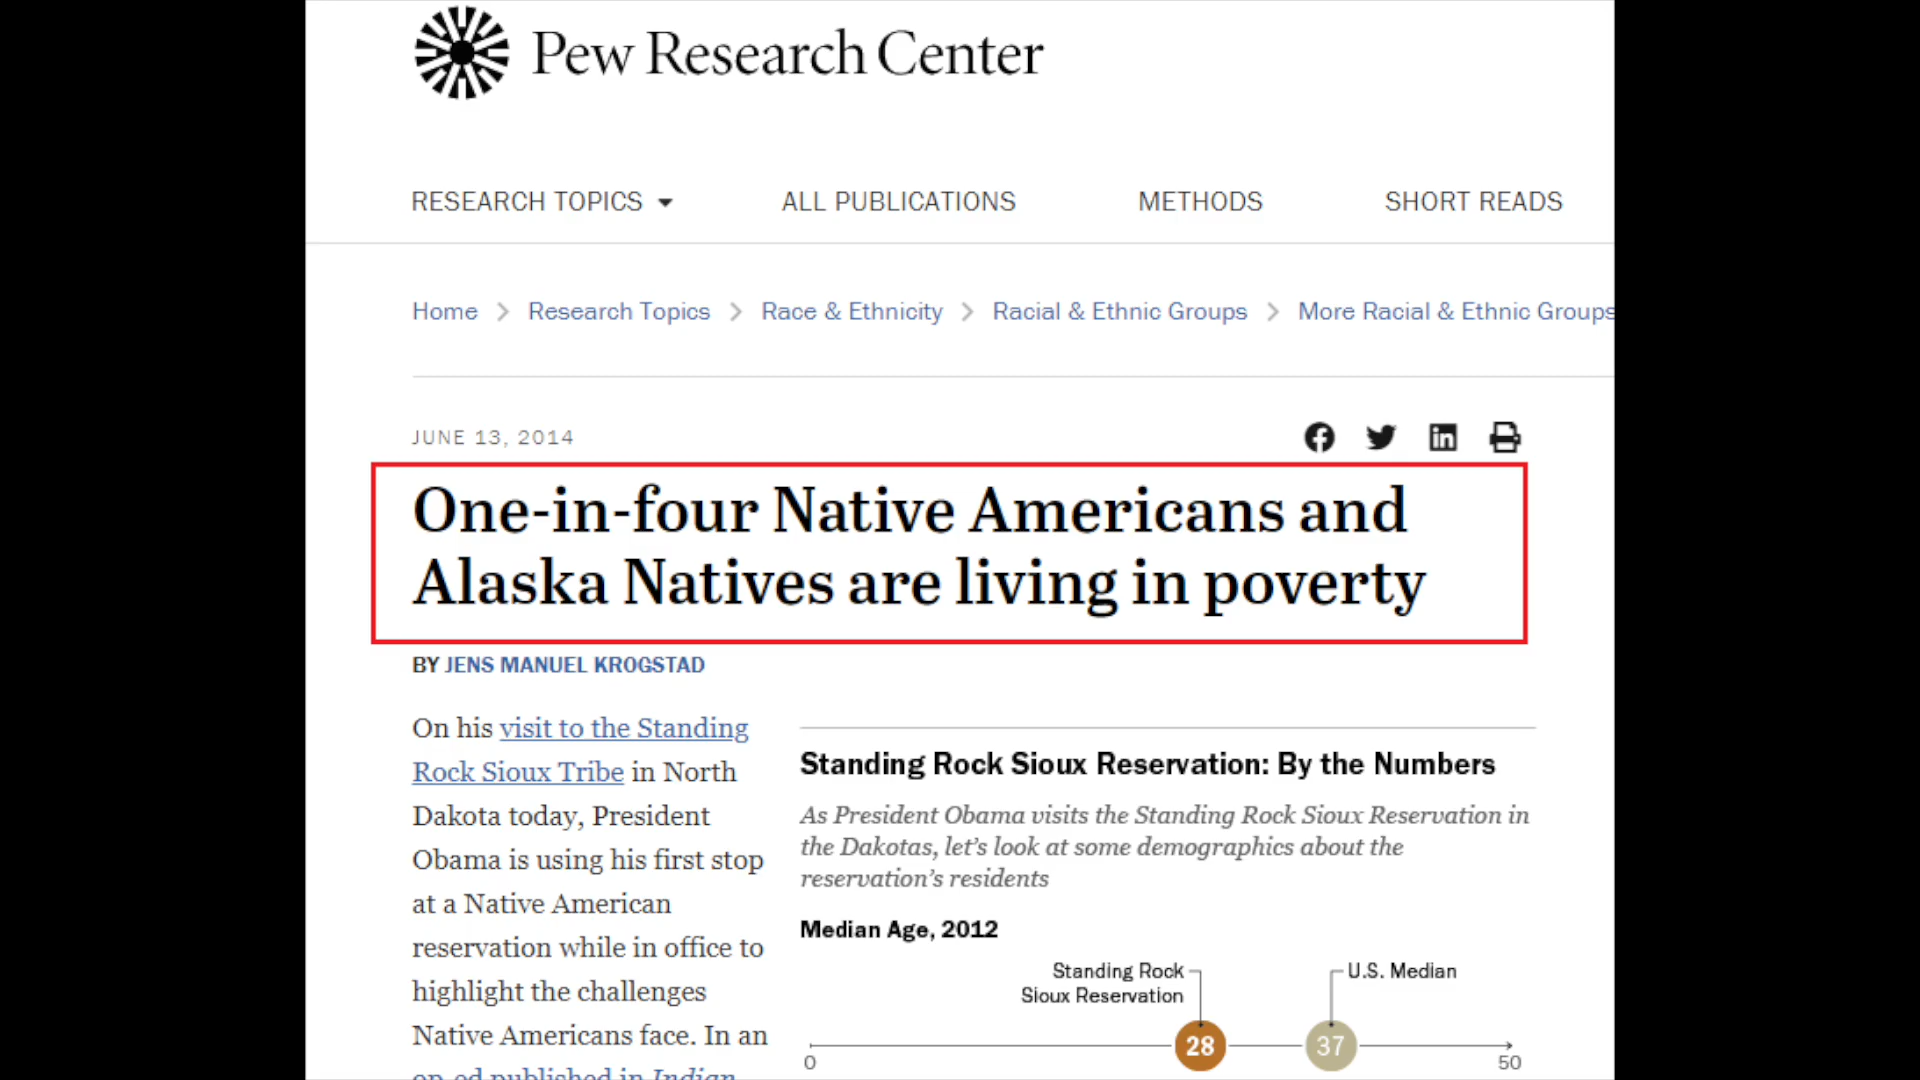 Pew Research Center
RESEARCH TOPICS
ALL PUBLICATIONS
METHODS
SHORT READS
Home
Research Topics
Race & Ethnicity
Racial & Ethnic Groups
More Racial & Ethnic Groups
JUNE 13, 2014
One-in-four Native Americans and
Alaska Natives are living in poverty
BY JENS MANUEL KROGSTAD
On his visit to the Standing
Rock Sioux Tribe in North
Dakota today, President
Obama is using his first stop
at a Native American
reservation while in office to
highlight the challenges
Native Americans face. In an
op-ed published in Indian
Standing Rock Sioux Reservation: By the Numbers
As President Obama visits the Standing Rock Sioux Reservation in
the Dakotas, let's look at some demographics about the
reservation's residents
Median Age, 2012
Standing Rock
Sioux Reservation
U.S. Median
28
37
0
50